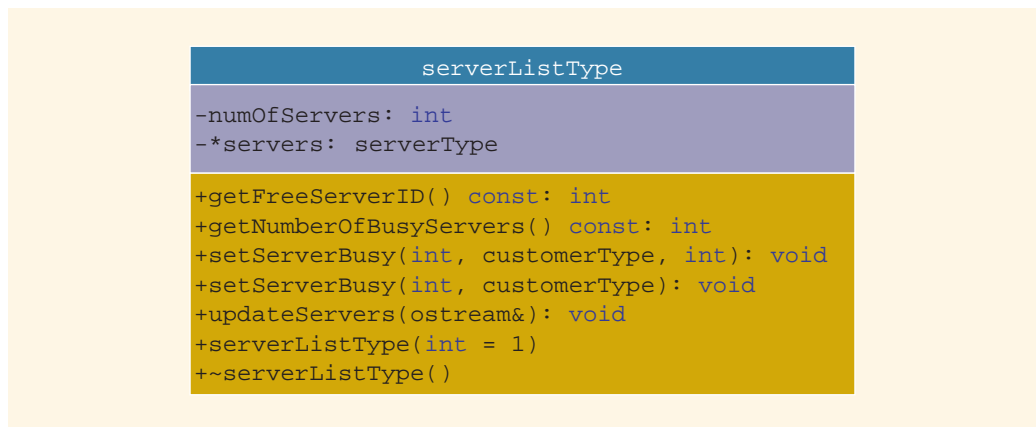 serverListType
-numOfServers: int
-*servers: serverType
+getFreeServerID() const: int
+getNumberOfBusyServers() const: int
+setServerBusy(int, customerType, int): void
+setServerBusy(int, customerType): void
+updateServers(ostream&): void
+serverListType(int = 1)
+~serverListType()